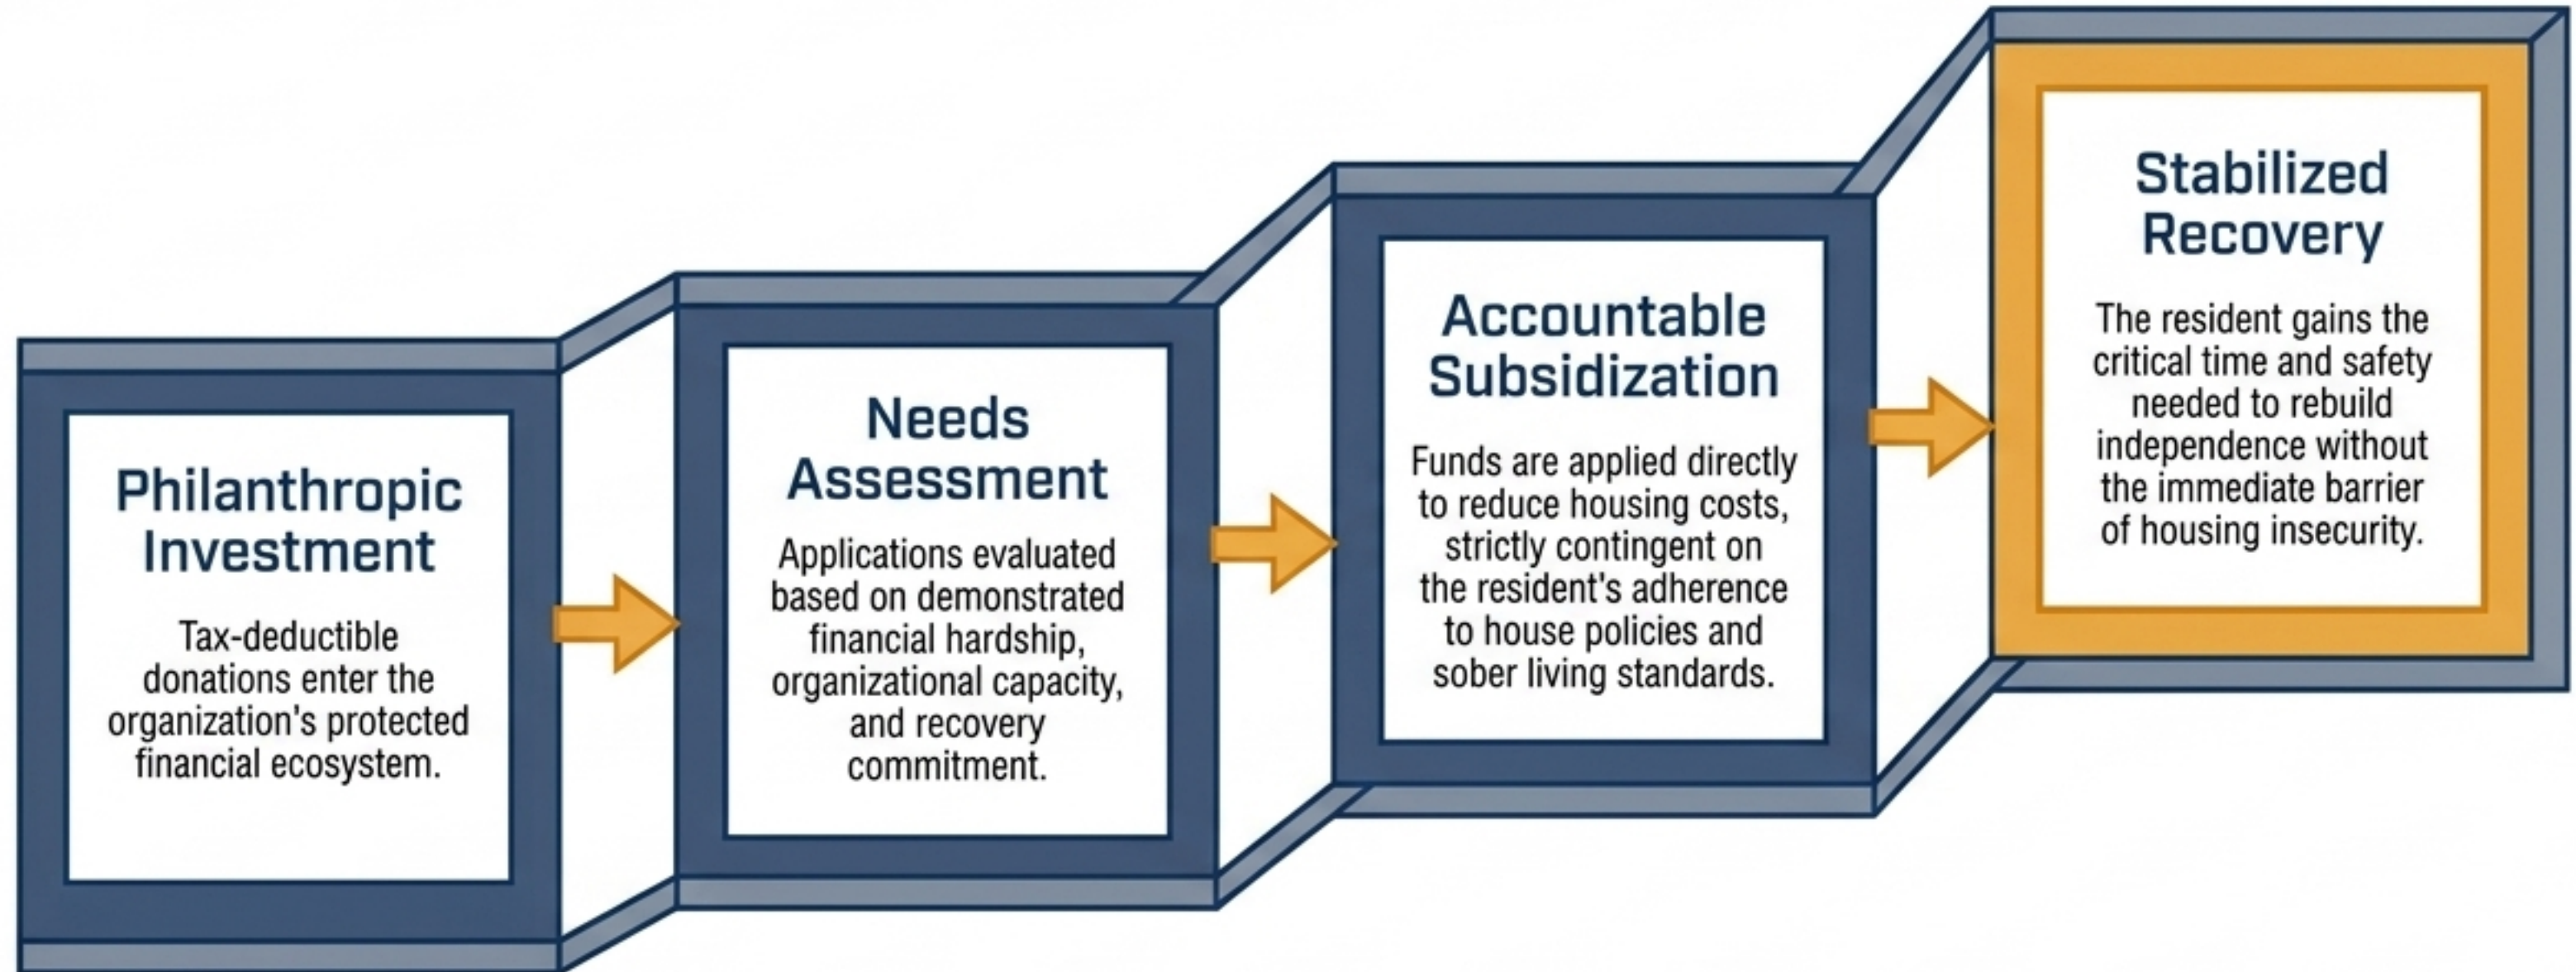 Philanthropic
Investment
Tax-deductible
donations enter the
organization's protected
financial ecosystem.
Needs
Assessment
Applications evaluated
based on demonstrated
financial hardship,
organizational capacity,
and recovery
commitment.
Accountable
Subsidization
Funds are applied directly
to reduce housing costs,
strictly contingent on
the resident's adherence
to house policies and
sober living standards.
Stabilized
Recovery
The resident gains the
critical time and safety
needed to rebuild
independence without
the immediate barrier
of housing insecurity.